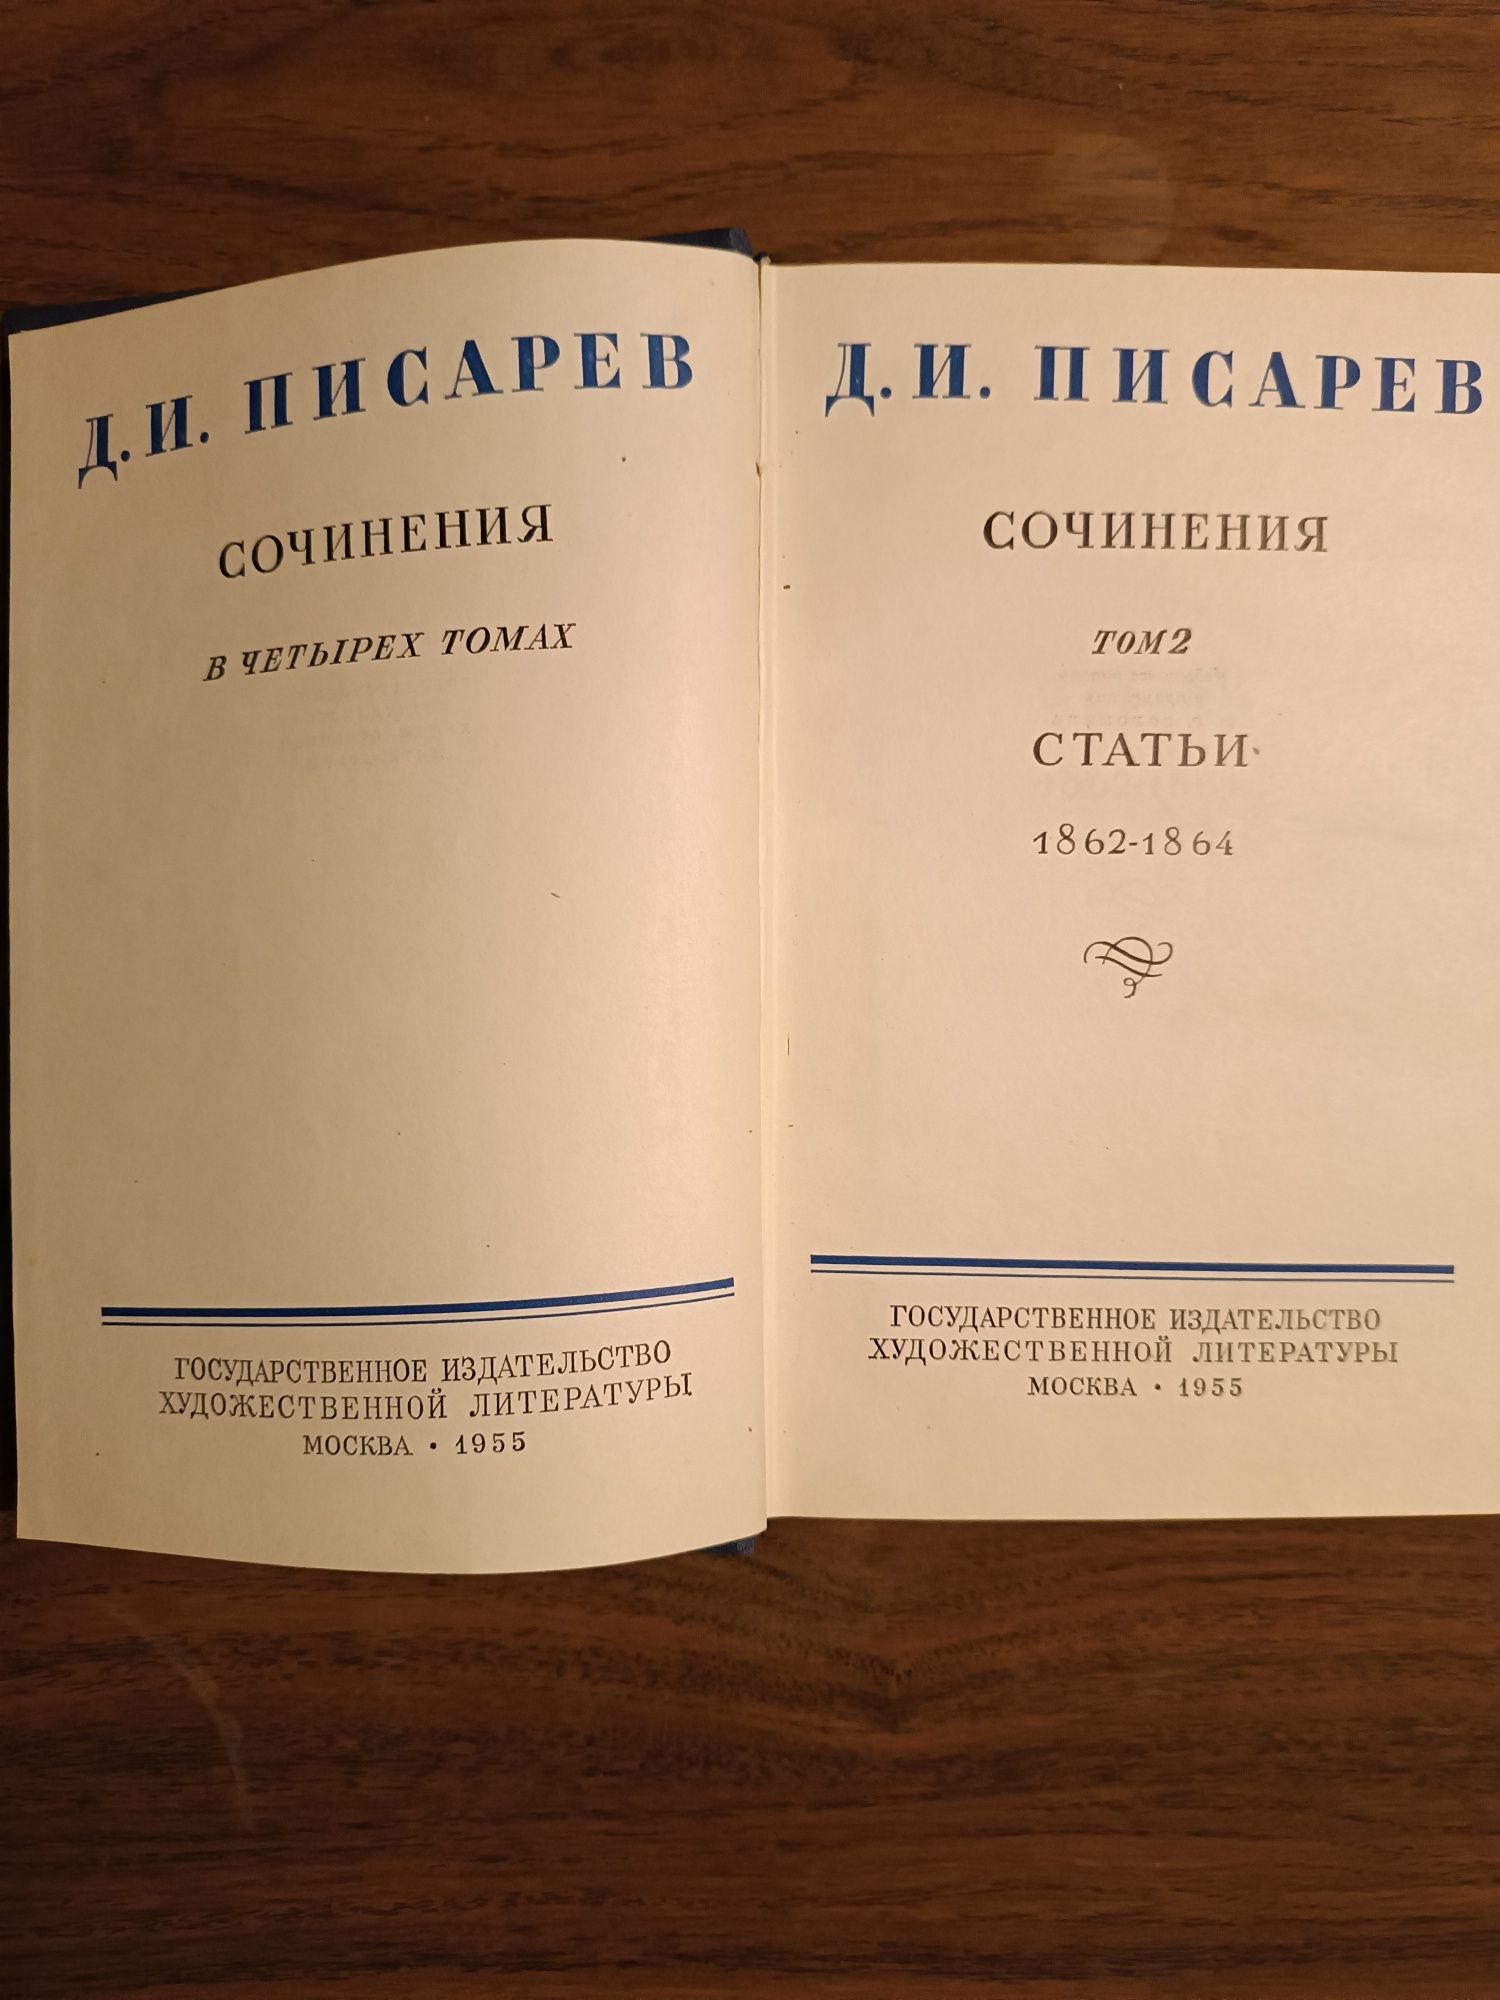 Д. И. ПИСАРЕВ
СОЧИНЕНИЯ
В ЧЕТЫРЕХ ТОМАХ
ГОСУДАРСТВЕННОЕ ИЗДАТЕЛЬСТВО
ХУДОЖЕСТВЕННОЙ ЛИТЕРАТУРЫ
МОСКВА • 1955
Д. И. ПИСАРЕВ
СОЧИНЕНИЯ
ТОМ 2
СТАТЬИ
1862-1864
ГОСУДАРСТВЕННОЕ ИЗДАТЕЛЬСТВО
ХУДОЖЕСТВЕННОЙ ЛИТЕРАТУРЫ
МОСКВА • 1955